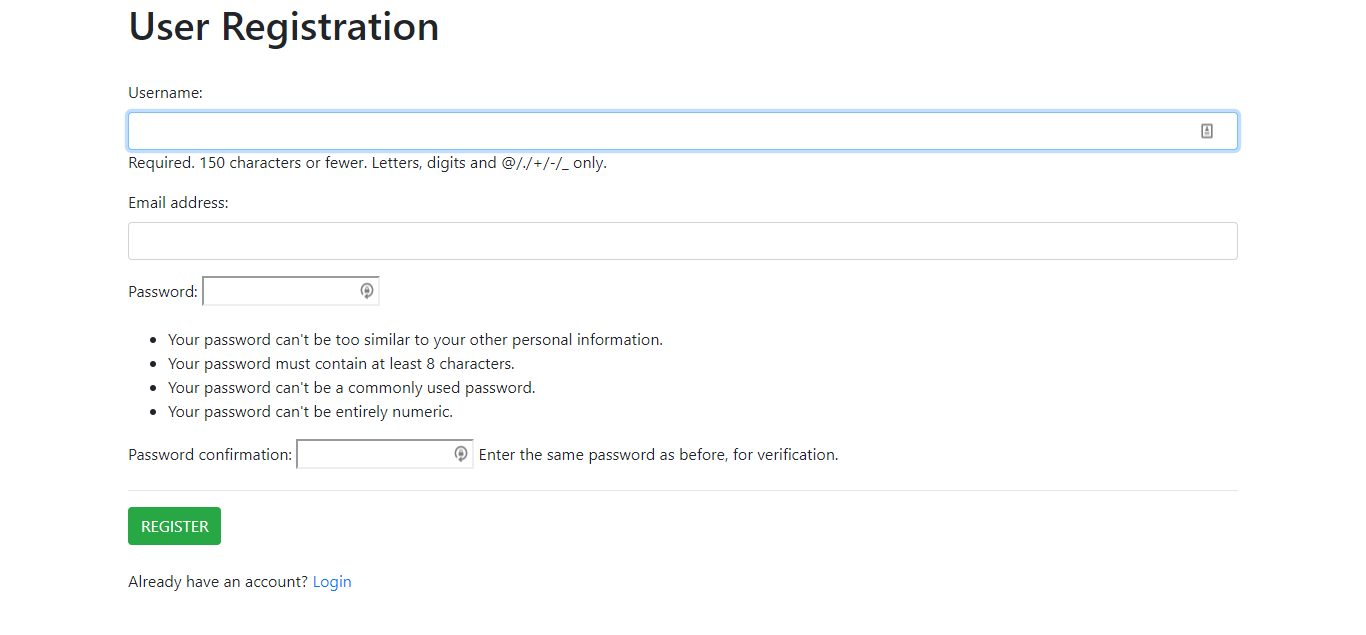 User Registration
Username:
Required. 150 characters or fewer. Letters, digits and @/./+/-/_ only.
Email address:
Password:
Your password can't be too similar to your other personal information.
Your password must contain at least 8 characters.
Your password can't be a commonly used password.
Your password can't be entirely numeric.
Password confirmation: Enter the same password as before, for verification.
REGISTER
Already have an account? Login